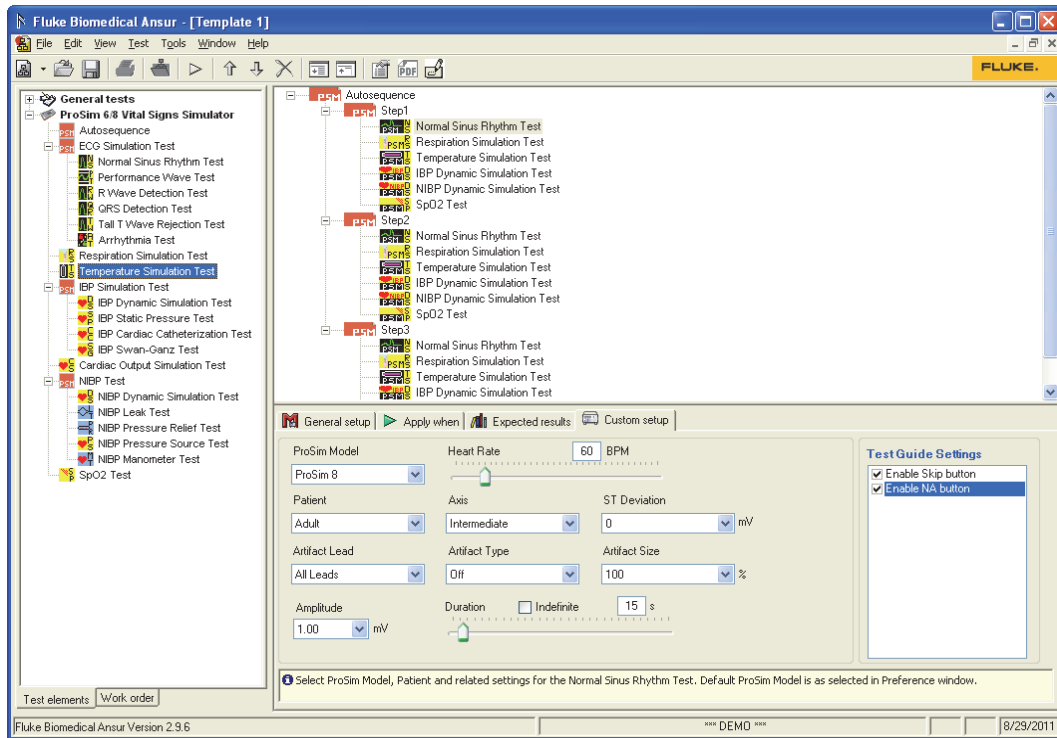 Fluke Biomedical Ansur - [Template 1]
File Edit View Test Tools Window Help
PDF
FLUKE.
General tests
ProSim 6/8 Vital Signs Simulator
Autosequence
ECG Simulation Test
Normal Sinus Rhythm Test
Performance Wave Test
R Wave Detection Test
QRS Detection Test
Tall T Wave Rejection Test
Arrhythmia Test
Respiration Simulation Test
Temperature Simulation Test
IBP Simulation Test
IBP Dynamic Simulation Test
IBP Static Pressure Test
IBP Cardiac Catheterization Test
IBP Swan-Ganz Test
Cardiac Output Simulation Test
NIBP Test
NIBP Dynamic Simulation Test
NIBP Leak Test
NIBP Pressure Relief Test
NIBP Pressure Source Test
NIBP Manometer Test
SpO2 Test
Test elements Work order
PSM Autosequence
PSM Step1
Normal Sinus Rhythm Test
Respiration Simulation Test
Temperature Simulation Test
IBP Dynamic Simulation Test
NIBP Dynamic Simulation Test
SpO2 Test
PSM Step2
Normal Sinus Rhythm Test
Respiration Simulation Test
Temperature Simulation Test
IBP Dynamic Simulation Test
NIBP Dynamic Simulation Test
SpO2 Test
PSM Step3
Normal Sinus Rhythm Test
Respiration Simulation Test
Temperature Simulation Test
IBP Dynamic Simulation Test
General setup Apply when Expected results Custom setup
ProSim Model Heart Rate 60 BPM
ProSim 8
Patient Axis ST Deviation
Adult Intermediate 0 mV
Artifact Lead Artifact Type Artifact Size
All Leads Off 100 %
Amplitude Duration Indefinite 15 s
1.00 mV
Test Guide Settings
Enable Skip button
Enable NA button
Select ProSim Model, Patient and related settings for the Normal Sinus Rhythm Test. Default ProSim Model is as selected in Preference window.
Fluke Biomedical Ansur Version 2.9.6 *** DEMO *** 8/29/2011